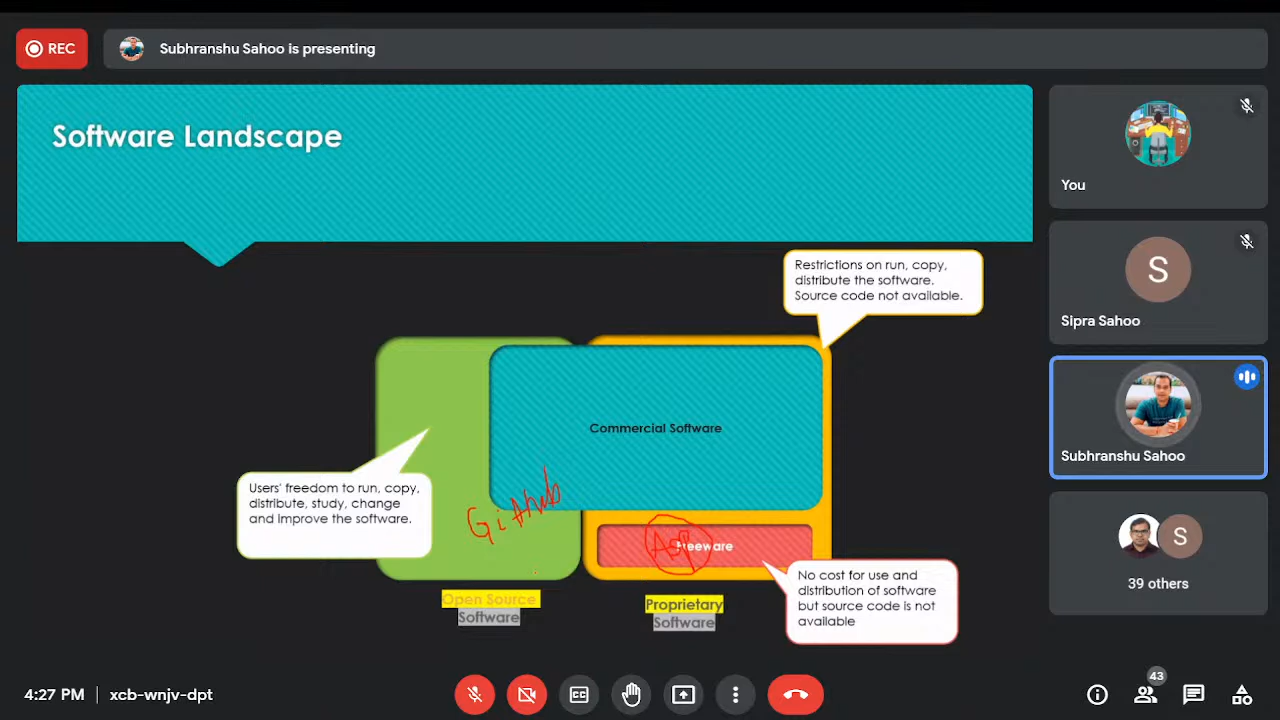 REC
Subhranshu Sahoo is presenting
Software Landscape
You
S
Sipra Sahoo
Subhranshu Sahoo
S
39 others
Restrictions on run, copy,
distribute the software.
Source code not available.
Commercial Software
Users' freedom to run, copy,
distribute, study, change
and improve the software.
GitHub
Freeware
No cost for use and
distribution of software
but source code is not
available
Open Source
Software
Proprietary
Software
4:27 PM | xcb-wnjv-dpt
CC
43